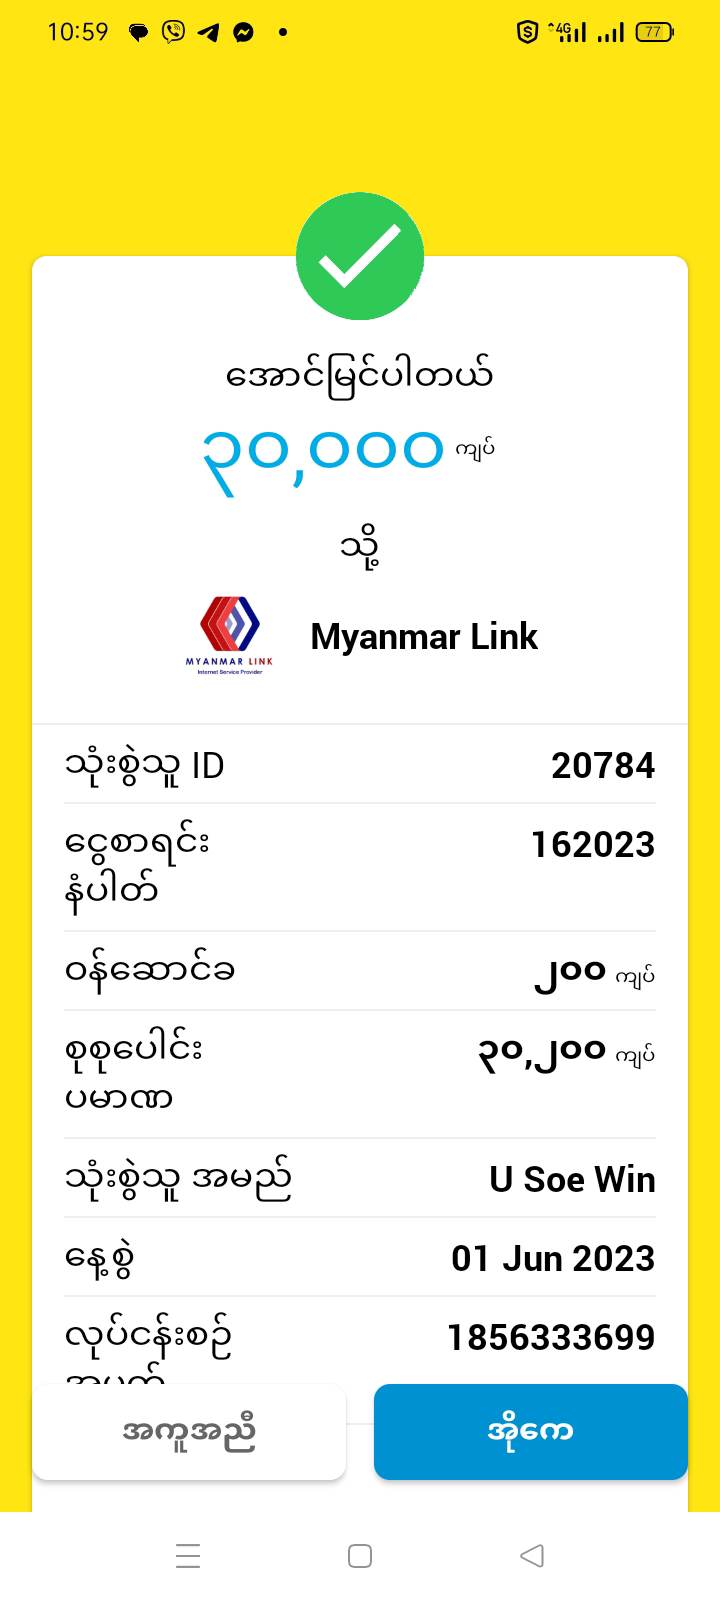 10:59
4G
77
အောင်မြင်ပါတယ်
၃၀,၀၀၀ ကျပ်
သို့
MYANMAR LINK
Internet Service Provider
Myanmar Link
သုံးစွဲသူ ID 20784
ငွေစာရင်း 162023
နံပါတ်
ဝန်ဆောင်ခ ၂၀၀ ကျပ်
စုစုပေါင်း ၃၀,၂၀၀ ကျပ်
ပမာဏ
သုံးစွဲသူ အမည် U Soe Win
နေ့စွဲ 01 Jun 2023
လုပ်ငန်းစဉ် 1856333699
အကူအညီ အိုကေ